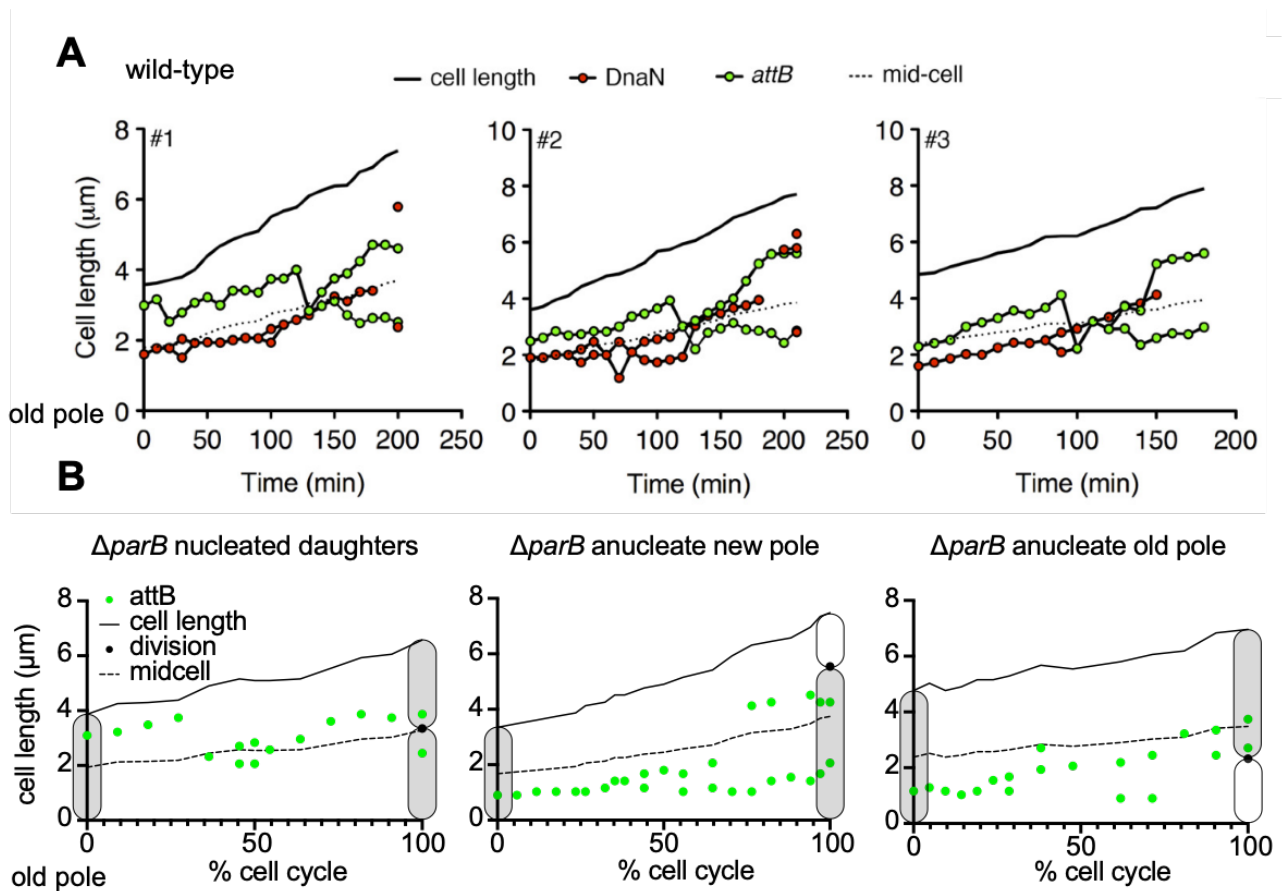 A
wild-type
cell length DnaN attB mid-cell
#1 #2 #3
8 10 10
6 8 8
4 6 6
2 4 4
0 2 2
0 0
Cell length (μm)
old pole
0 50 100 150 200 250 0 50 100 150 200 250 0 50 100 150 200
Time (min) Time (min) Time (min)
B
ΔparB nucleated daughters ΔparB anucleate new pole ΔparB anucleate old pole
attB
cell length
division
midcell
8 8 8
6 6 6
4 4 4
2 2 2
0 0 0
cell length (μm)
0 50 100 0 50 100 0 50 100
% cell cycle % cell cycle % cell cycle
old pole